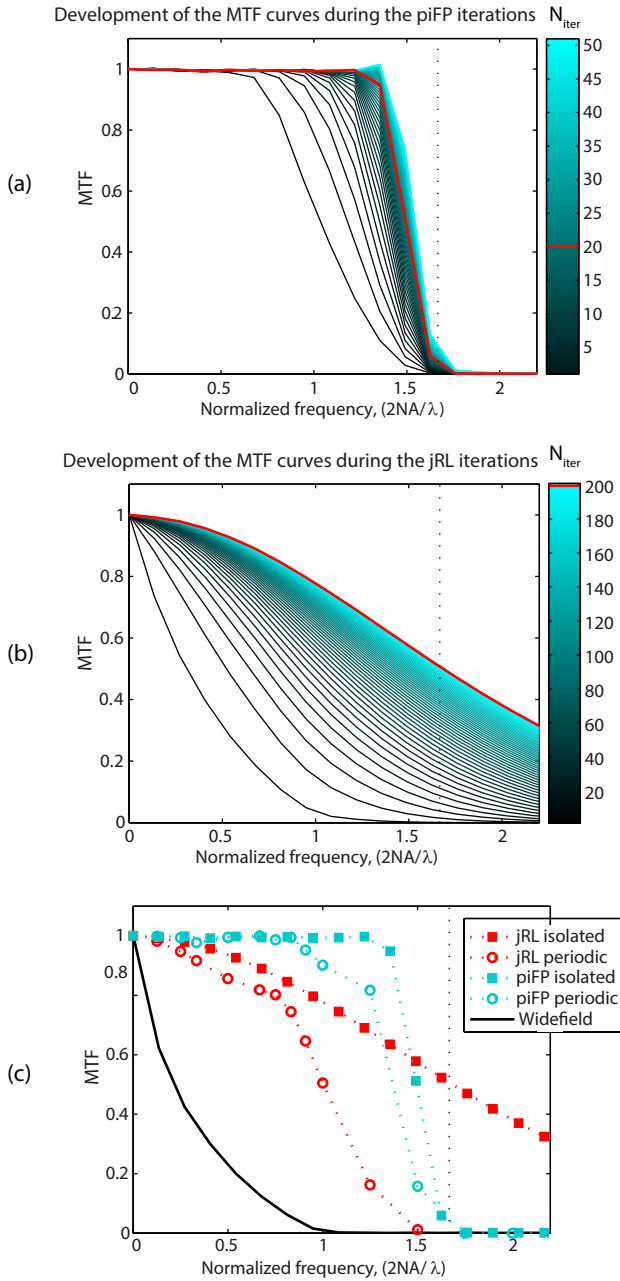 Development of the MTF curves during the piFP iterations
N_iter
(a)
MTF
1
0.8
0.6
0.4
0.2
0
0 0.5 1 1.5 2
Normalized frequency, (2NA/λ)
50
45
40
35
30
25
20
15
10
5
Development of the MTF curves during the jRL iterations
N_iter
(b)
MTF
1
0.8
0.6
0.4
0.2
0
0 0.5 1 1.5 2
Normalized frequency, (2NA/λ)
200
180
160
140
120
100
80
60
40
20
(c)
MTF
1
0.8
0.6
0.4
0.2
0
0 0.5 1 1.5 2
Normalized frequency, (2NA/λ)
jRL isolated
jRL periodic
piFP isolated
piFP periodic
Widefield